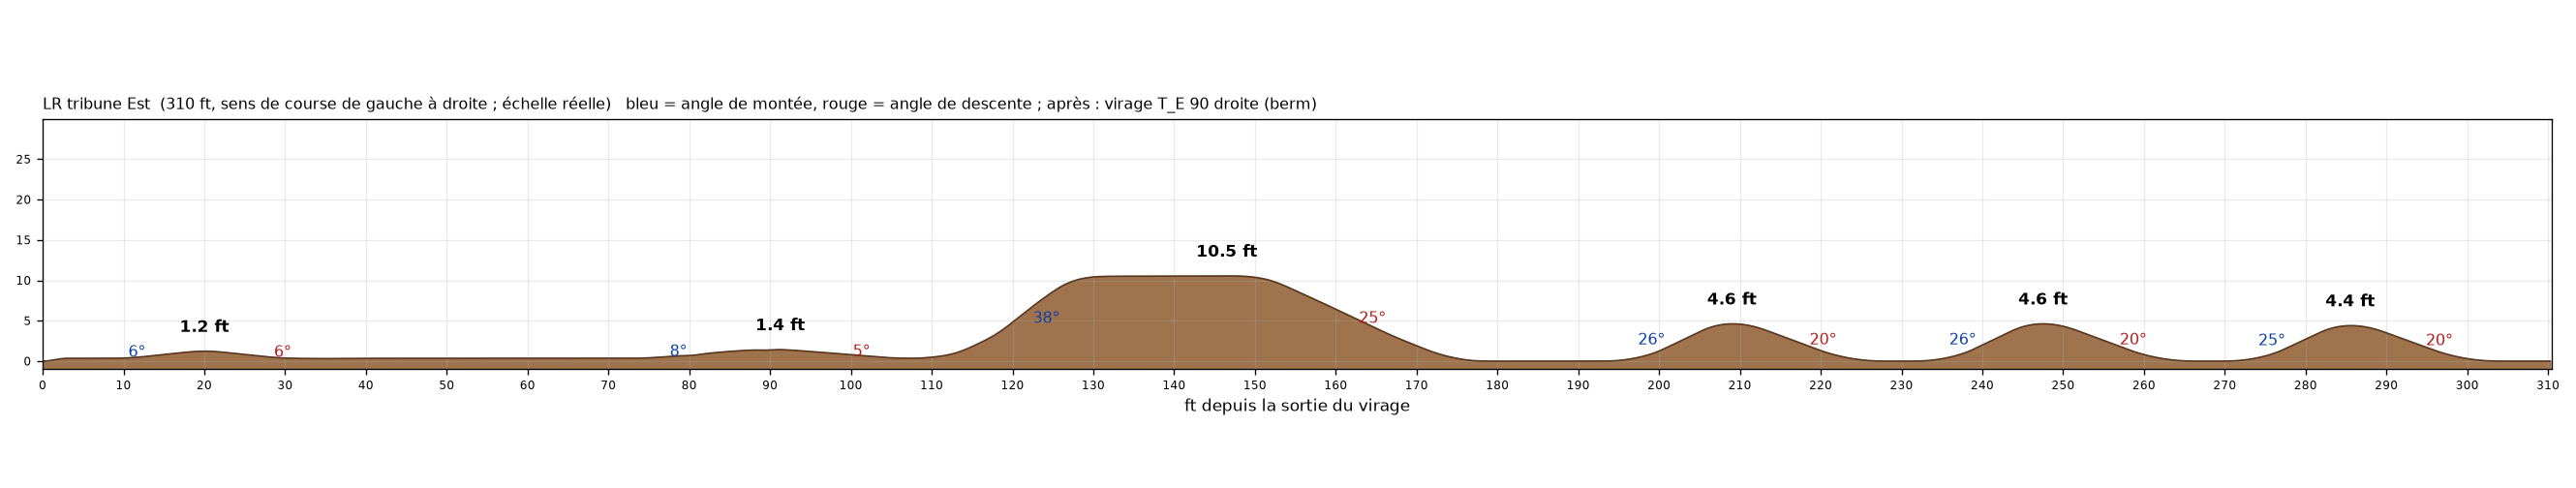 LR tribune Est  (310 ft, sens de course de gauche à droite ; échelle réelle)   bleu = angle de montée, rouge = angle de descente ; après : virage T_E 90 droite (berm)
25
20
15
10
5
0
10.5 ft
4.6 ft
4.6 ft
4.4 ft
1.2 ft
1.4 ft
38°
25°
26°
20°
26°
20°
25°
20°
6°
6°
8°
5°
0 10 20 30 40 50 60 70 80 90 100 110 120 130 140 150 160 170 180 190 200 210 220 230 240 250 260 270 280 290 300 310
ft depuis la sortie du virage